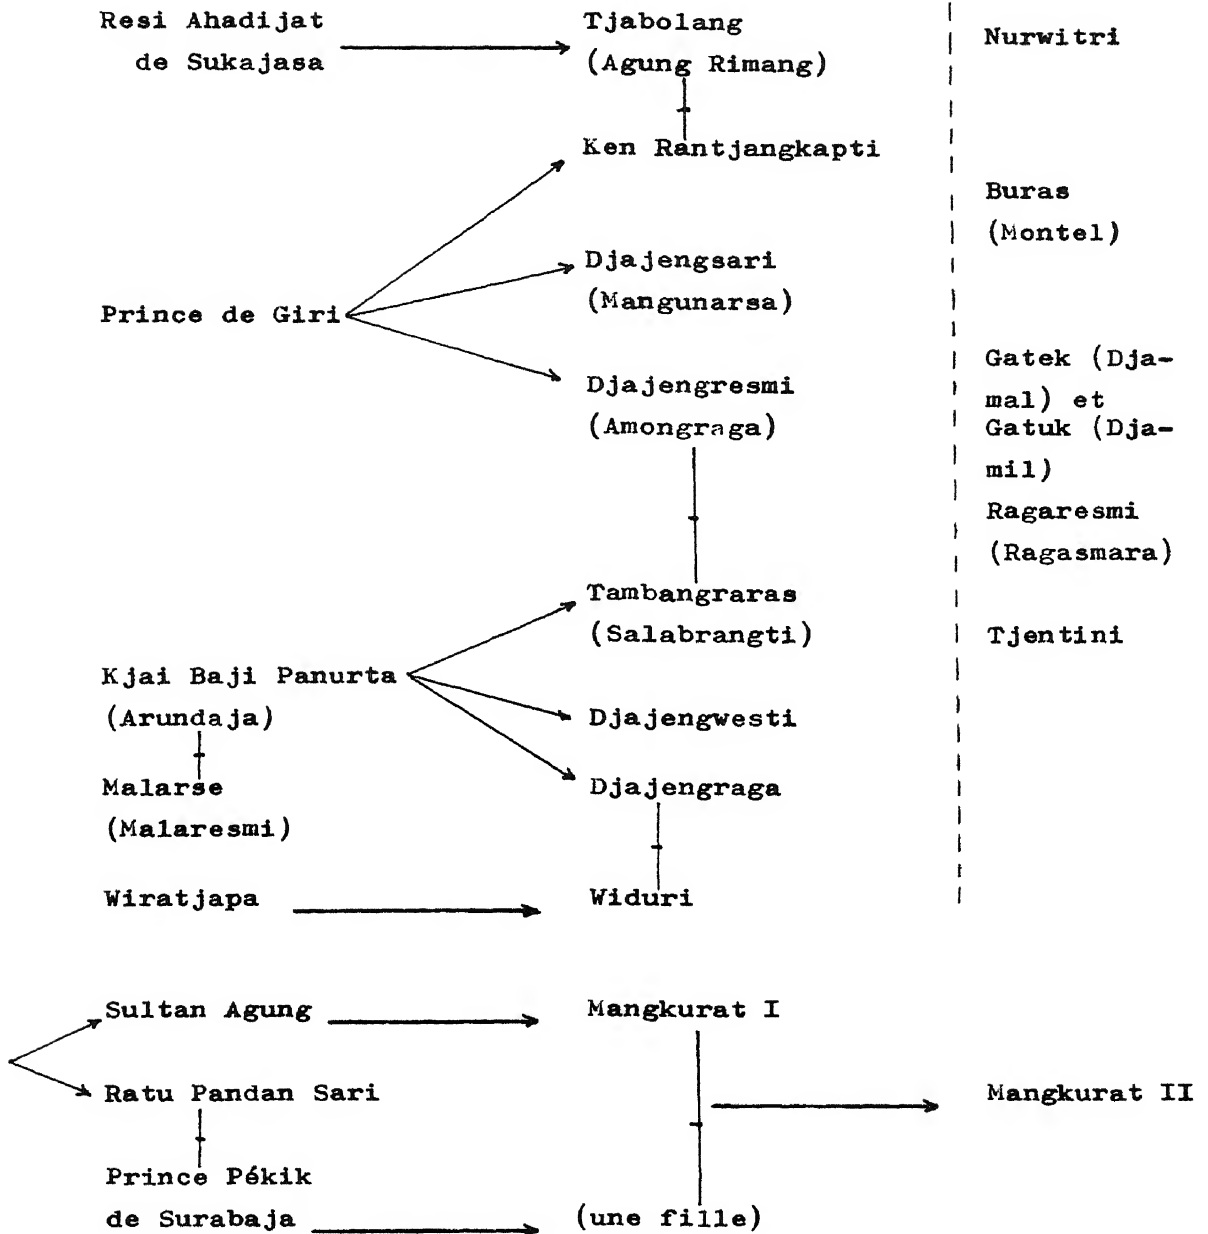 Resi Ahadijat
de Sukajasa
Tjabolang
(Agung Rimang)
Nurwitri
Ken Rantjangkapti
Buras
(Montel)
Djajengsari
(Mangunarsa)
Prince de Giri
Djajengresmi
(Amongraga)
Gatek (Dja-
mal) et
Gatuk (Dja-
mil)
Ragaresmi
(Ragasmara)
Tambangraras
(Salabrangti)
Tjentini
Kjai Baji Panurta
(Arundaja)
Djajengwesti
Malarse
(Malaresmi)
Djajengraga
Wiratjapa
Widuri
Sultan Agung
Mangkurat I
Ratu Pandan Sari
Mangkurat II
Prince Pékik
de Surabaja
(une fille)